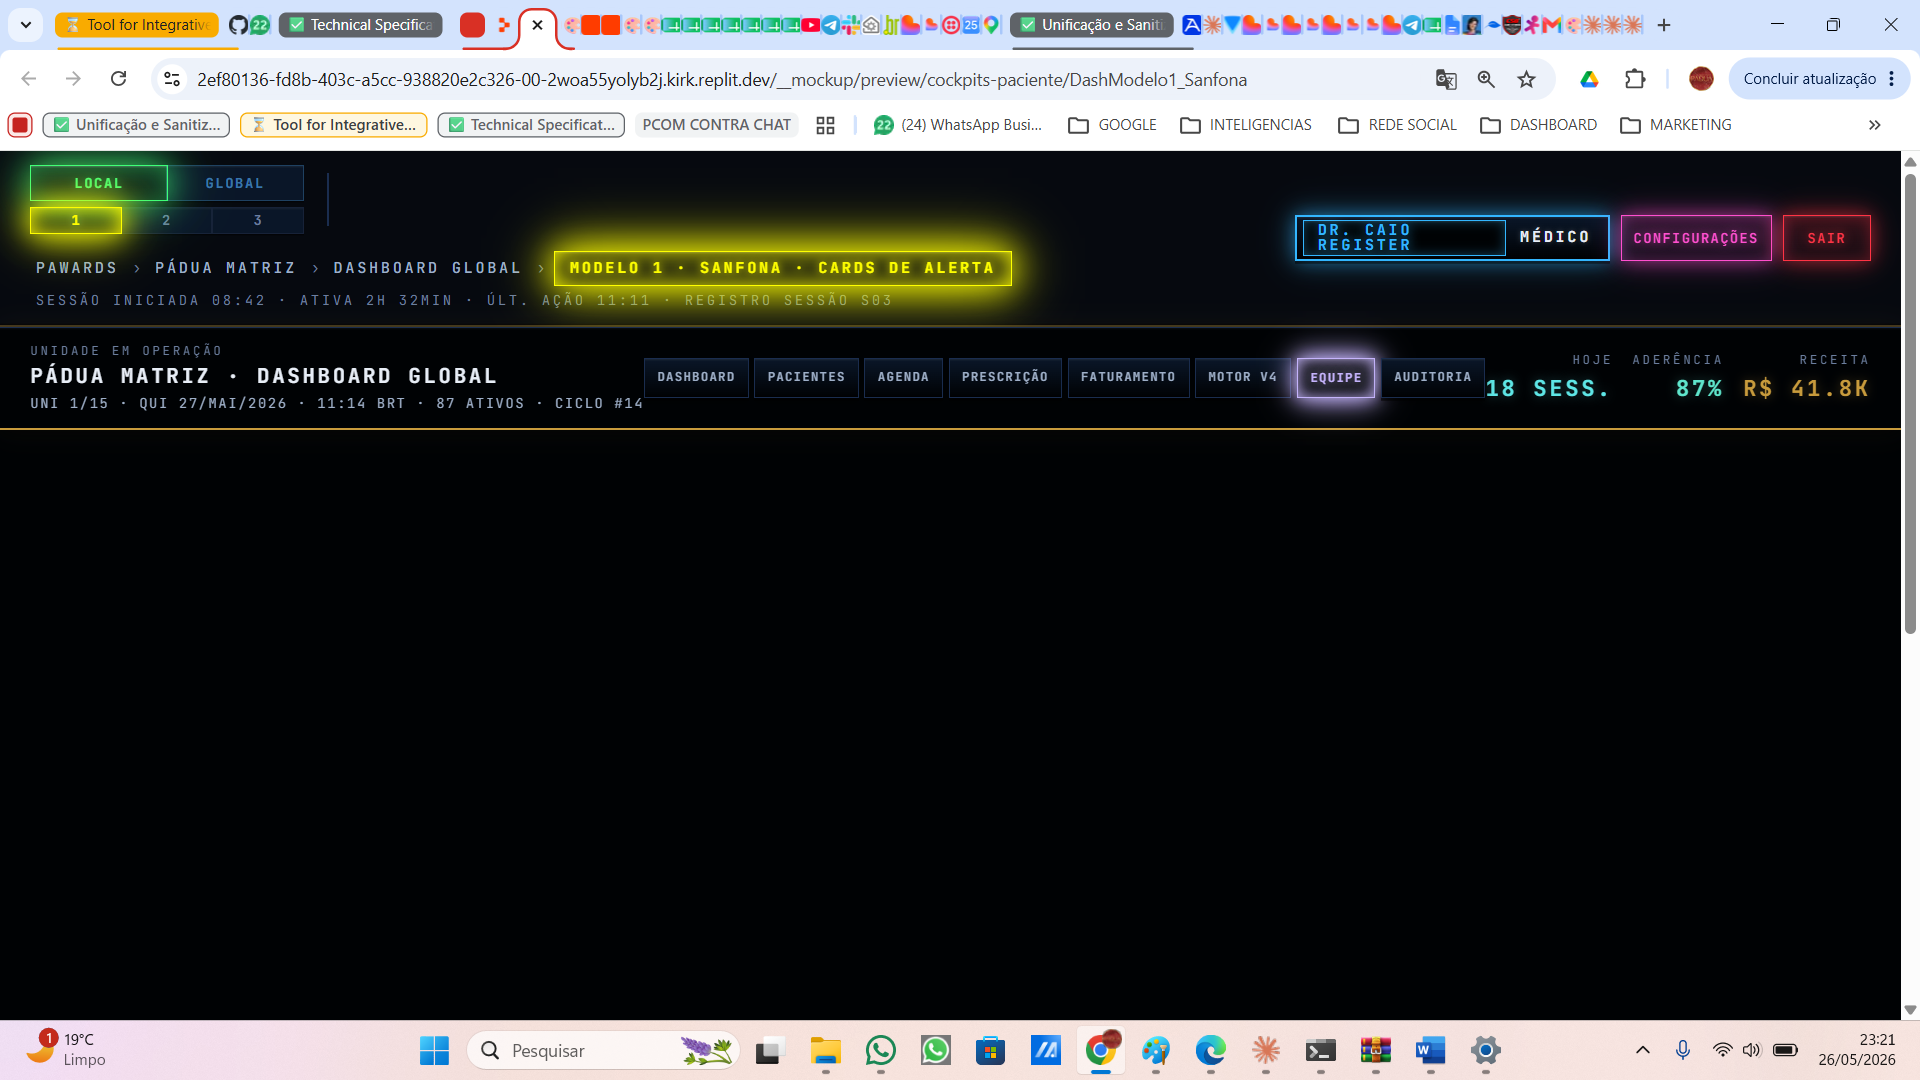 Tool for Integrative
22
Technical Specifica
25
Unificação e Saniti
2ef80136-fd8b-403c-a5cc-938820e2c326-00-2woa55yolyb2j.kirk.replit.dev/__mockup/preview/cockpits-paciente/DashModelo1_Sanfona
Concluir atualização
Unificação e Sanitiz...
Tool for Integrative...
Technical Specificat...
PCOM CONTRA CHAT
22
(24) WhatsApp Busi...
GOOGLE
INTELIGENCIAS
REDE SOCIAL
DASHBOARD
MARKETING
LOCAL
GLOBAL
1
2
3
PAWARDS › PÁDUA MATRIZ › DASHBOARD GLOBAL › MODELO 1 · SANFONA · CARDS DE ALERTA
SESSÃO INICIADA 08:42 · ATIVA 2H 32MIN · ÚLT. AÇÃO 11:11 · REGISTRO SESSÃO S03
DR. CAIO
REGISTER
MÉDICO
CONFIGURAÇÕES
SAIR
UNIDADE EM OPERAÇÃO
PÁDUA MATRIZ · DASHBOARD GLOBAL
UNI 1/15 · QUI 27/MAI/2026 · 11:14 BRT · 87 ATIVOS · CICLO #14
DASHBOARD
PACIENTES
AGENDA
PRESCRIÇÃO
FATURAMENTO
MOTOR V4
EQUIPE
AUDITORIA
HOJE
18 SESS.
ADERÊNCIA
87%
RECEITA
R$ 41.8K
1
19°C
Limpo
Pesquisar
23:21
26/05/2026